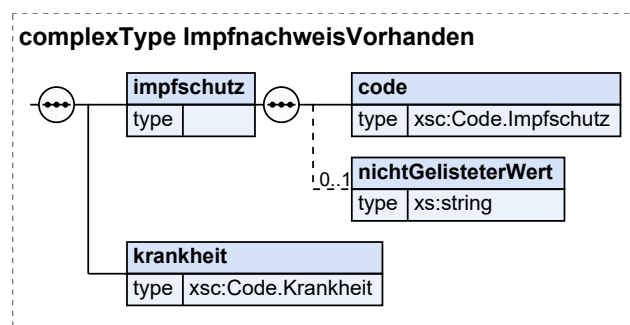 complexType ImpfnachweisVorhanden
impfschutz
type
code
type xsc:Code.Impfschutz
0..1
nichtGelisteterWert
type xs:string
krankheit
type xsc:Code.Krankheit